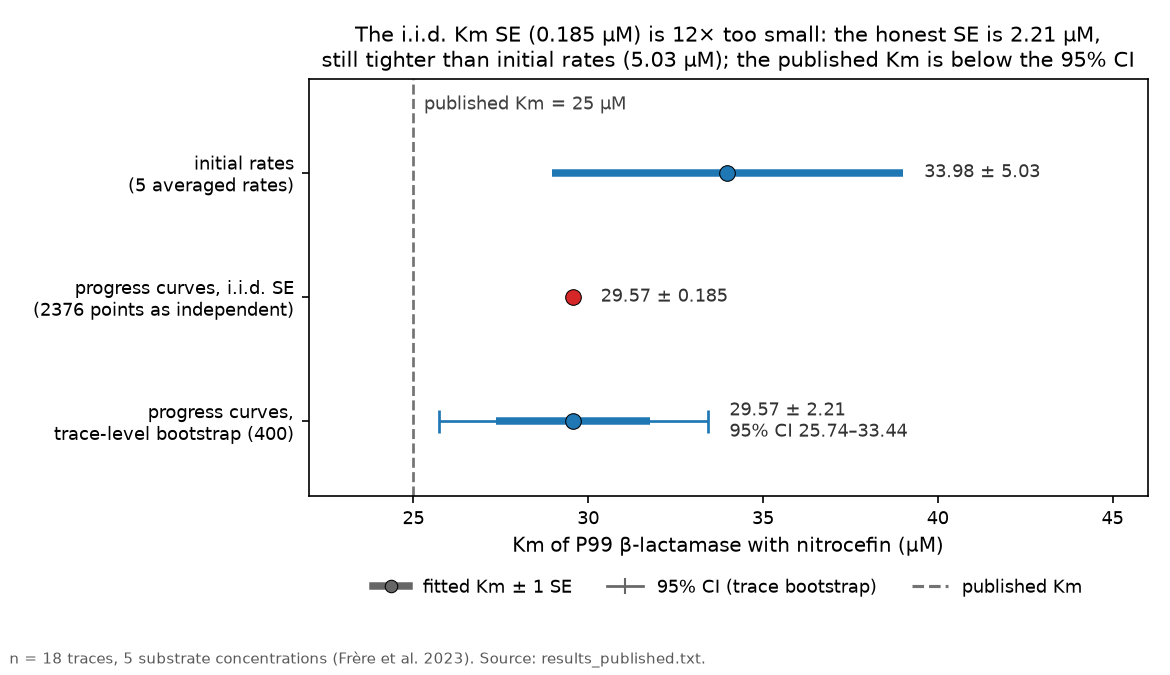 The i.i.d. Km SE (0.185 µM) is 12× too small: the honest SE is 2.21 µM,
still tighter than initial rates (5.03 µM); the published Km is below the 95% CI
published Km = 25 µM
initial rates
(5 averaged rates)
33.98 ± 5.03
progress curves, i.i.d. SE
(2376 points as independent)
29.57 ± 0.185
progress curves,
trace-level bootstrap (400)
29.57 ± 2.21
95% CI 25.74–33.44
25 30 35 40 45
Km of P99 β-lactamase with nitrocefin (µM)
fitted Km ± 1 SE 95% CI (trace bootstrap) published Km
n = 18 traces, 5 substrate concentrations (Frère et al. 2023). Source: results_published.txt.